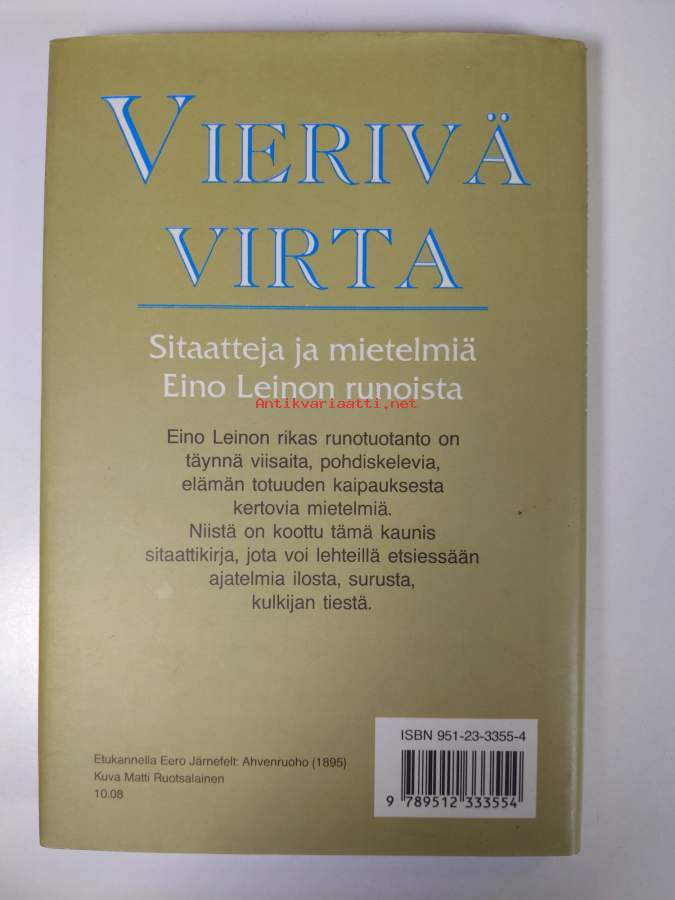 VIERIVÄ
VIRTA
Sitaatteja ja mietelmiä
Eino Leinon runoista
Antikvariaatti.net
Eino Leinon rikas runotuotanto on
täynnä viisaita, pohdiskelevia,
elämän totuuden kaipauksesta
kertovia mietelmiä.
Niistä on koottu tämä kaunis
sitaattikirja, jota voi lehteillä etsiessään
ajatelmia ilosta, surusta,
kulkijan tiestä.
ISBN 951-23-3355-4
Etukannella Eero Järnefelt: Ahvenruoho (1895)
Kuva Matti Ruotsalainen
10.08
9 789512 333554